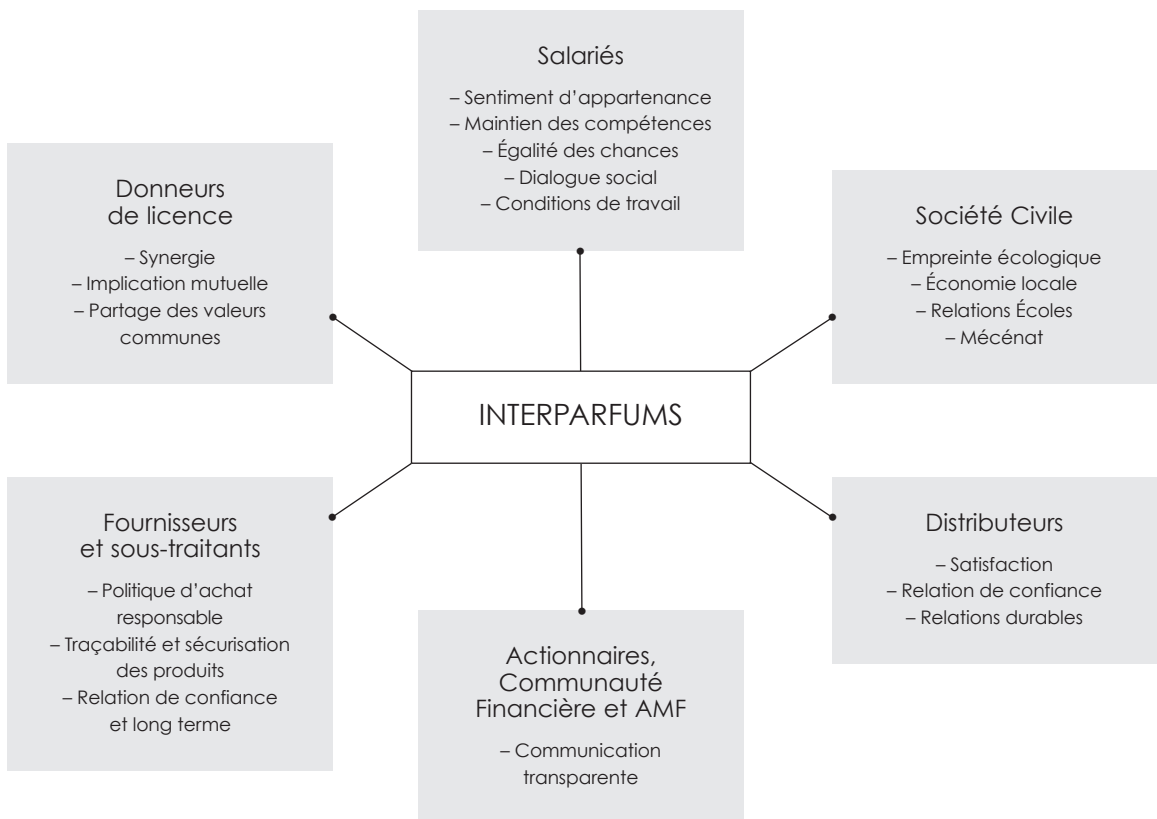 Salariés
– Sentiment d’appartenance
– Maintien des compétences
– Égalité des chances
– Dialogue social
– Conditions de travail
Donneurs
de licence
– Synergie
– Implication mutuelle
– Partage des valeurs
communes
Société Civile
– Empreinte écologique
– Économie locale
– Relations Écoles
– Mécénat
INTERPARFUMS
Fournisseurs
et sous-traitants
– Politique d’achat
responsable
– Traçabilité et sécurisation
des produits
– Relation de confiance
et long terme
Actionnaires,
Communauté
Financière et AMF
– Communication
transparente
Distributeurs
– Satisfaction
– Relation de confiance
– Relations durables